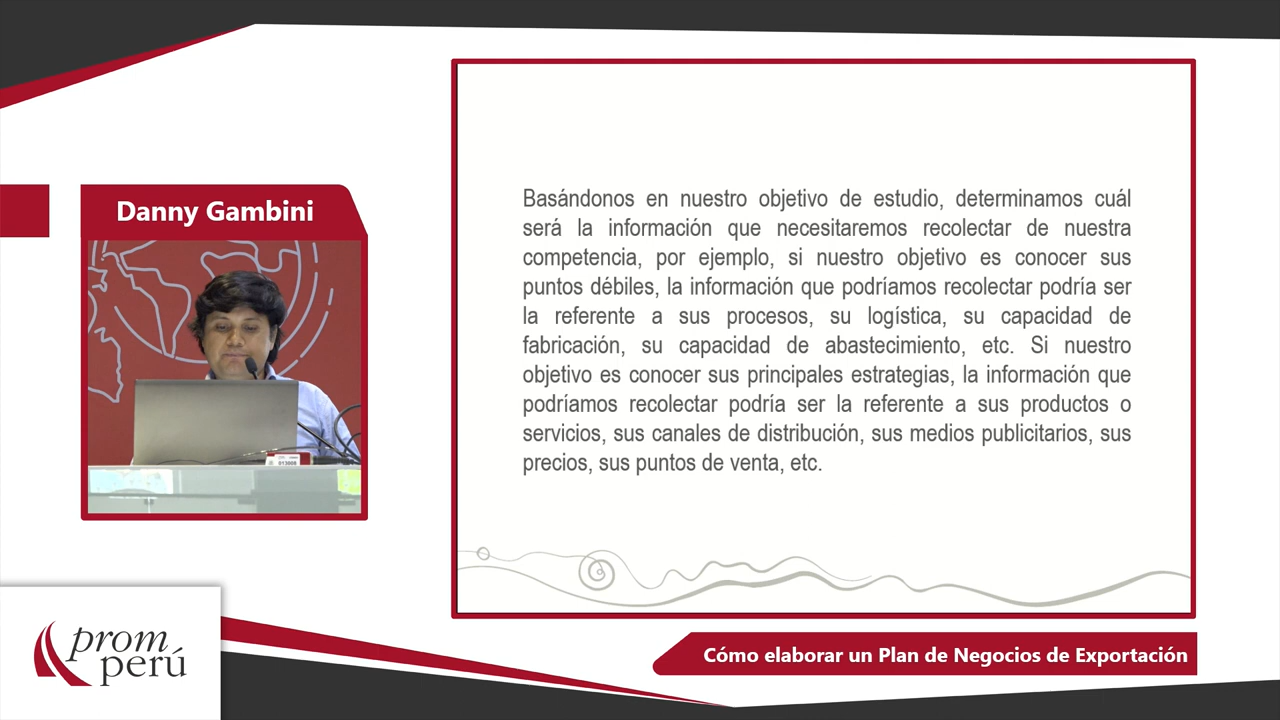 Danny Gambini
Basándonos en nuestro objetivo de estudio, determinamos cuál
será la información que necesitaremos recolectar de nuestra
competencia, por ejemplo, si nuestro objetivo es conocer sus
puntos débiles, la información que podríamos recolectar podría ser
la referente a sus procesos, su logística, su capacidad de
fabricación, su capacidad de abastecimiento, etc. Si nuestro
objetivo es conocer sus principales estrategias, la información que
podríamos recolectar podría ser la referente a sus productos o
servicios, sus canales de distribución, sus medios publicitarios, sus
precios, sus puntos de venta, etc.
prom
perú
Cómo elaborar un Plan de Negocios de Exportación